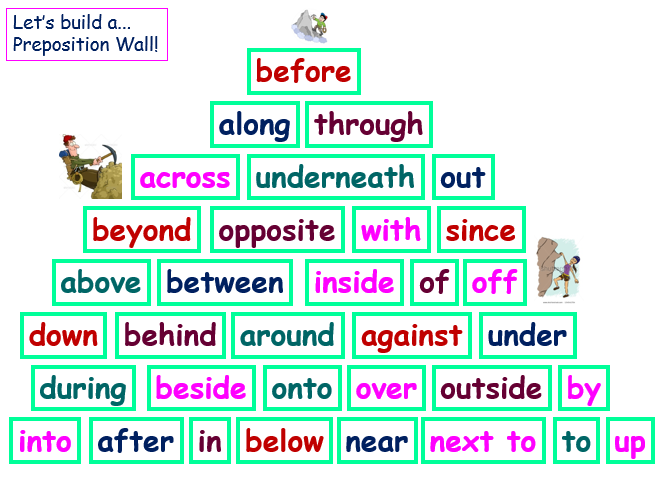 Let's build a...
Preposition Wall!
before
along through
across underneath out
beyond opposite with since
above between inside of off
down behind around against under
during beside onto over outside by
into after in below near next to to up